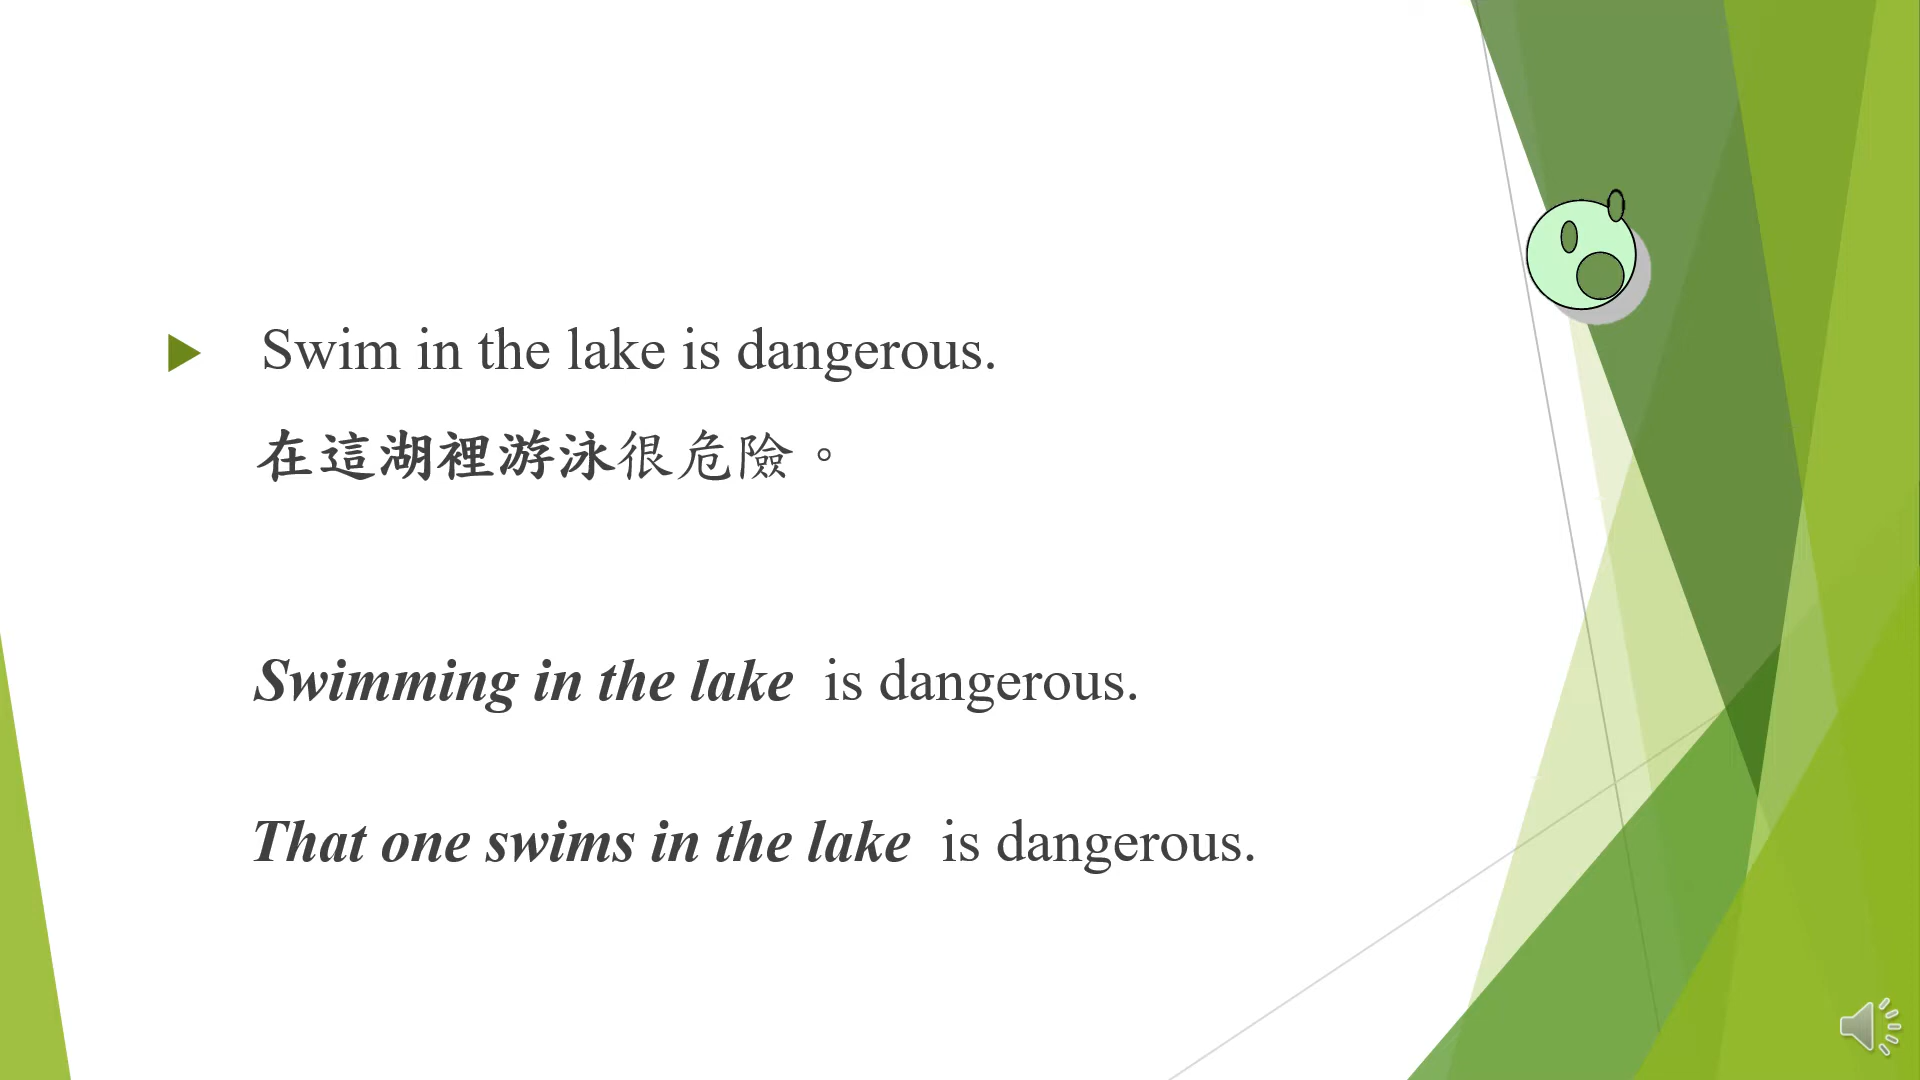 Swim in the lake is dangerous.
在這湖裡游泳很危險。
Swimming in the lake is dangerous.
That one swims in the lake is dangerous.